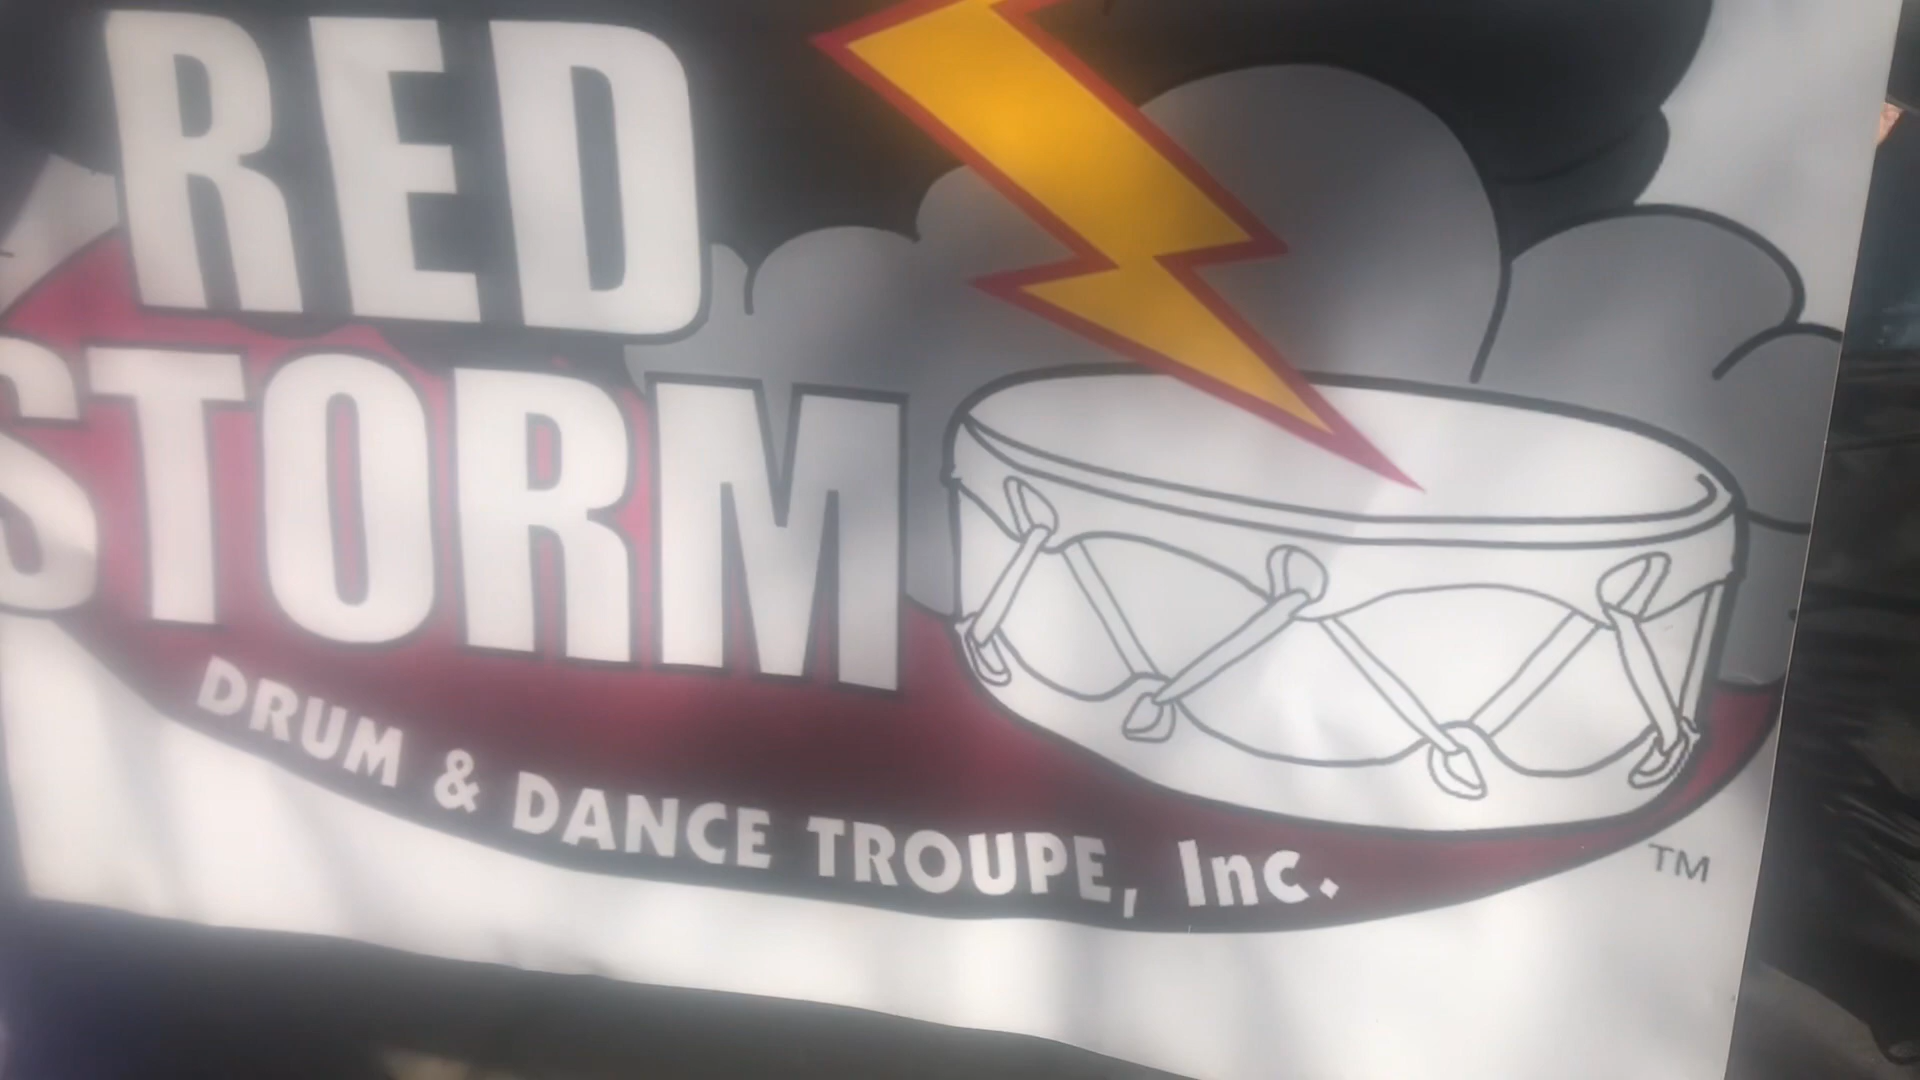 RED
STORM
DRUM & DANCE TROUPE, Inc.
TM